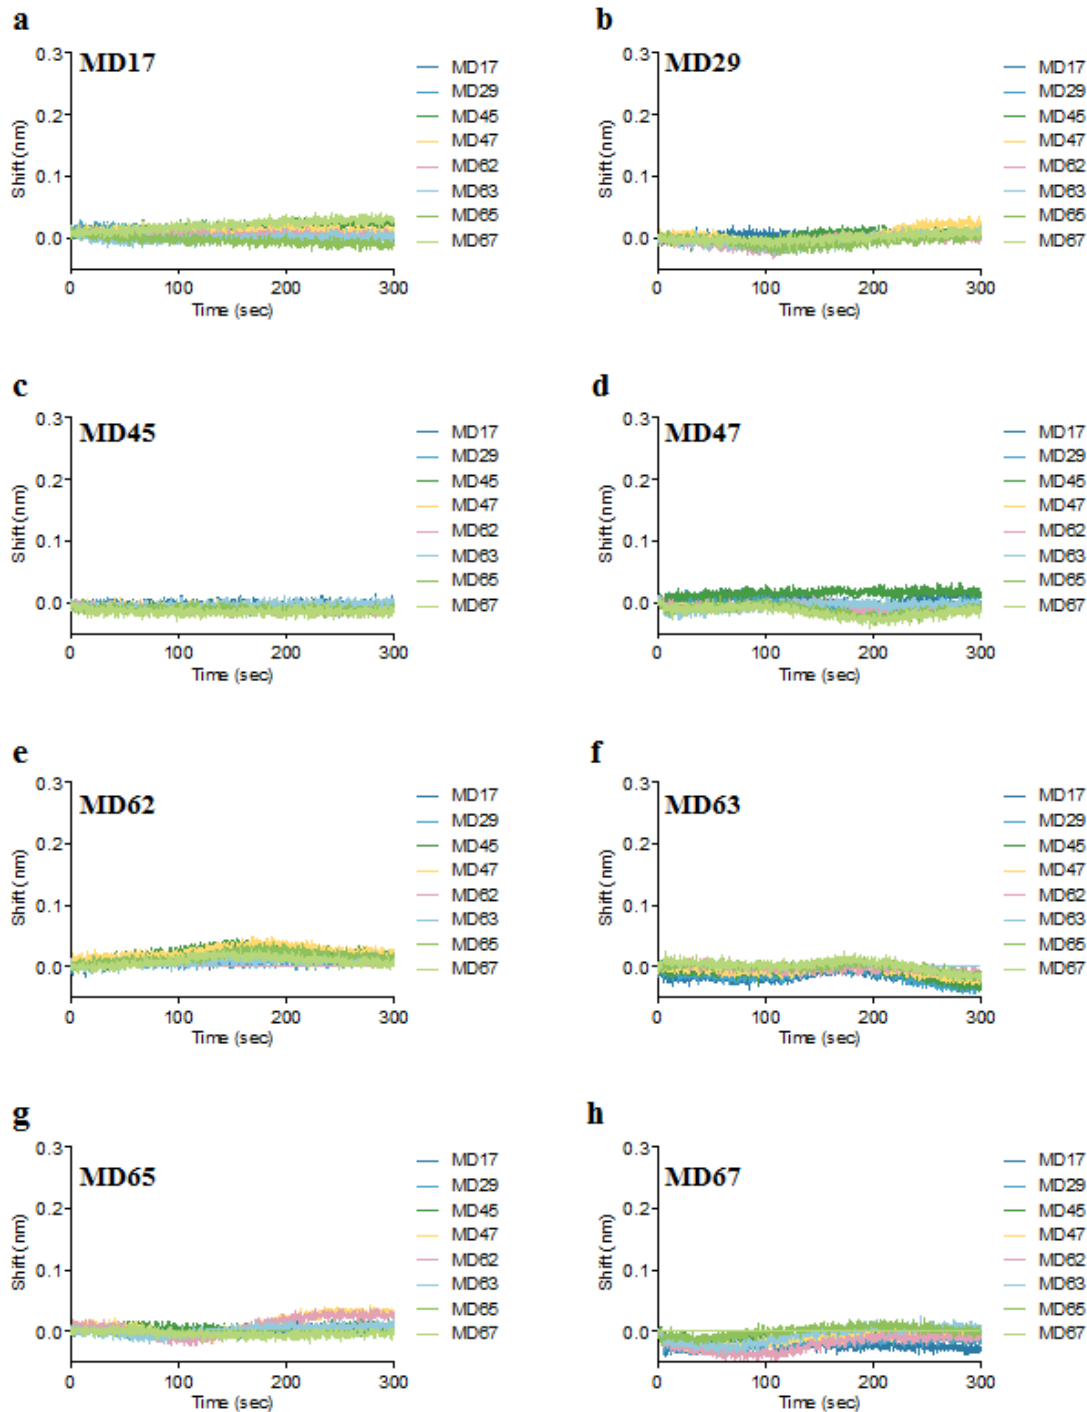 a
MD17
0.3
0.2
0.1
0.0
Shift (nm)
0 100 200 300
Time (sec)
MD17
MD29
MD45
MD47
MD62
MD63
MD65
MD67
b
MD29
0.3
0.2
0.1
0.0
Shift (nm)
0 100 200 300
Time (sec)
MD17
MD29
MD45
MD47
MD62
MD63
MD65
MD67
c
MD45
0.3
0.2
0.1
0.0
Shift (nm)
0 100 200 300
Time (sec)
MD17
MD29
MD45
MD47
MD62
MD63
MD65
MD67
d
MD47
0.3
0.2
0.1
0.0
Shift (nm)
0 100 200 300
Time (sec)
MD17
MD29
MD45
MD47
MD62
MD63
MD65
MD67
e
MD62
0.3
0.2
0.1
0.0
Shift (nm)
0 100 200 300
Time (sec)
MD17
MD29
MD45
MD47
MD62
MD63
MD65
MD67
f
MD63
0.3
0.2
0.1
0.0
Shift (nm)
0 100 200 300
Time (sec)
MD17
MD29
MD45
MD47
MD62
MD63
MD65
MD67
g
MD65
0.3
0.2
0.1
0.0
Shift (nm)
0 100 200 300
Time (sec)
MD17
MD29
MD45
MD47
MD62
MD63
MD65
MD67
h
MD67
0.3
0.2
0.1
0.0
Shift (nm)
0 100 200 300
Time (sec)
MD17
MD29
MD45
MD47
MD62
MD63
MD65
MD67